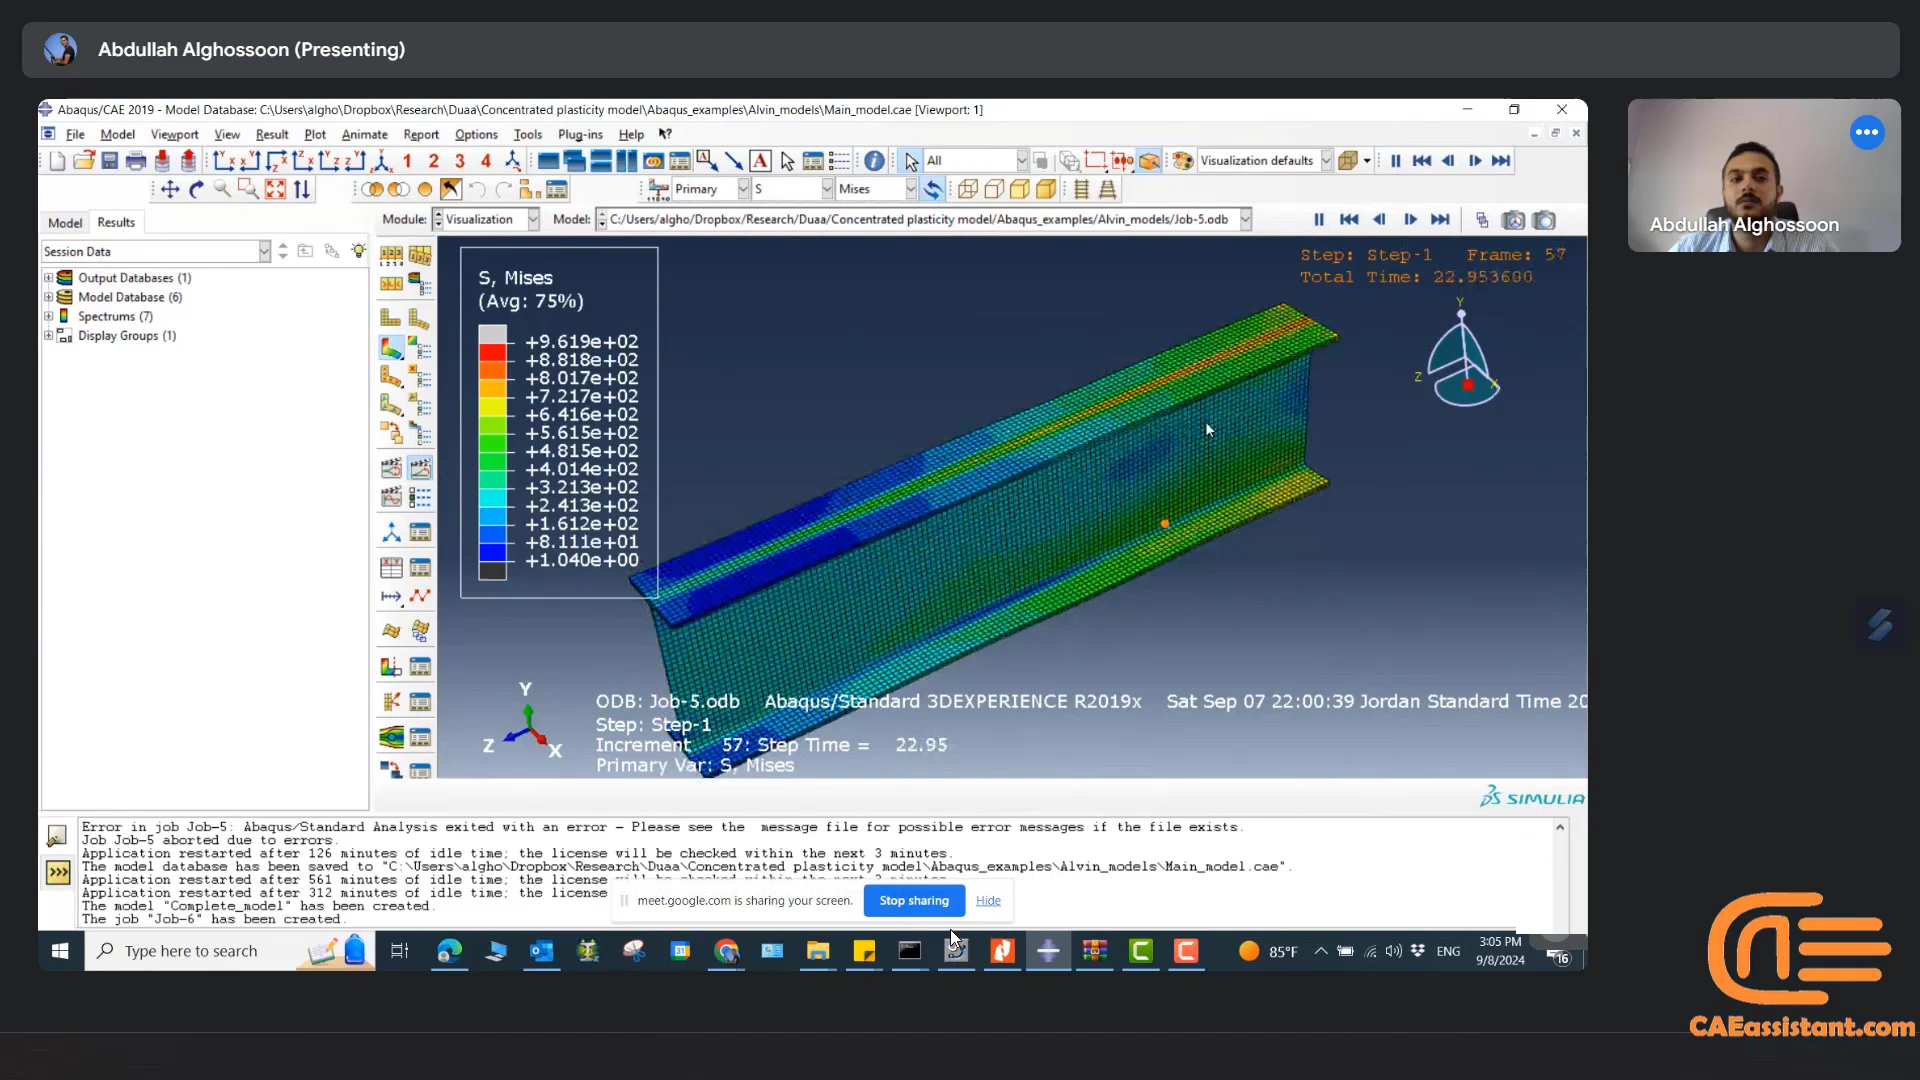 Abdullah Alghossoon (Presenting)
Abaqus/CAE 2019 - Model Database: C:\Users\algho\Dropbox\Research\Duaa\Concentrated plasticity model\Abaqus_examples\Alvin_models\Main_model.cae [Viewport: 1]
File Model Viewport View Result Plot Animate Report Options Tools Plug-ins Help
1 2 3 4 A All Visualization defaults
Primary S Mises
Model Results
Module: Visualization Model: C:/Users/algho/Dropbox/Research/Duaa/Concentrated plasticity model/Abaqus_examples/Alvin_models/Job-5.odb
Session Data
Output Databases (1)
Model Database (6)
Spectrums (7)
Display Groups (1)
S, Mises
(Avg: 75%)
+9.619e+02
+8.818e+02
+8.017e+02
+7.217e+02
+6.416e+02
+5.615e+02
+4.815e+02
+4.014e+02
+3.213e+02
+2.413e+02
+1.612e+02
+8.111e+01
+1.040e+00
Step: Step-1 Frame: 57
Total Time: 22.953600
Y
Z X
Y
Z X
ODB: Job-5.odb Abaqus/Standard 3DEXPERIENCE R2019x Sat Sep 07 22:00:39 Jordan Standard Time 20
Step: Step-1
Increment 57: Step Time = 22.95
Primary Var: S, Mises
SIMULIA
Error in job Job-5: Abaqus/Standard Analysis exited with an error - Please see the message file for possible error messages if the file exists.
Job Job-5 aborted due to errors.
Application restarted after 126 minutes of idle time; the license will be checked within the next 3 minutes.
The model database has been saved to "C:\Users\algho\Dropbox\Research\Duaa\Concentrated plasticity model\Abaqus_examples\Alvin_models\Main_model.cae".
Application restarted after 561 minutes of idle time; the license will be checked within the next 3 minutes.
Application restarted after 312 minutes of idle time; the license
The model "Complete_model" has been created.
The job "Job-6" has been created.
meet.google.com is sharing your screen. Stop sharing Hide
Type here to search
85°F ENG
3:05 PM
9/8/2024
16
Abdullah Alghossoon
CAEassistant.com